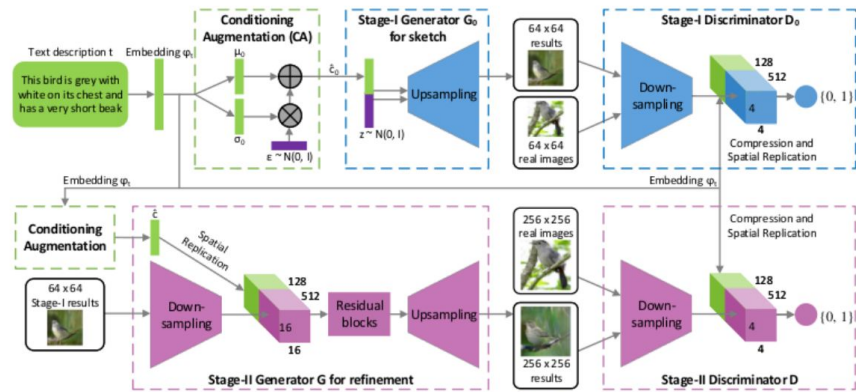 Conditioning
Augmentation (CA)
Stage-I Generator G₀
for sketch
Stage-I Discriminator D₀
Text description t
Embedding φₜ
μ₀
ĉ₀
64 x 64
results
128
512
This bird is grey with
white on its chest and
has a very short beak
Upsampling
Down-
sampling
4
{0, 1}
σ₀
4
ε ~ N(0, I)
z ~ N(0, I)
64 x 64
real images
Compression and
Spatial Replication
Embedding φₜ
Embedding φₜ
Conditioning
Augmentation
ĉ
Spatial
Replication
256 x 256
real images
Compression and
Spatial Replication
64 x 64
Stage-I results
128
512
128
512
Down-
sampling
16
Residual
blocks
Upsampling
Down-
sampling
4
{0, 1}
16
4
256 x 256
results
Stage-II Generator G for refinement
Stage-II Discriminator D